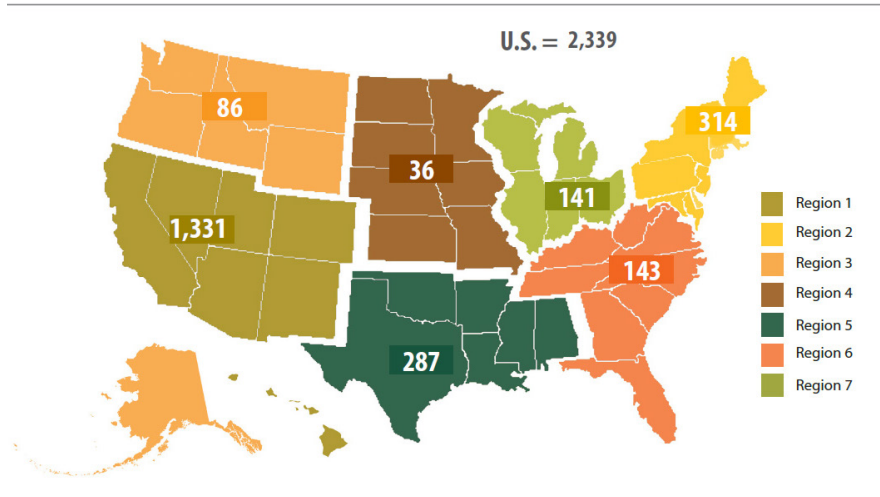 U.S. = 2,339
86
314
36
141
1,331
143
287
Region 1
Region 2
Region 3
Region 4
Region 5
Region 6
Region 7